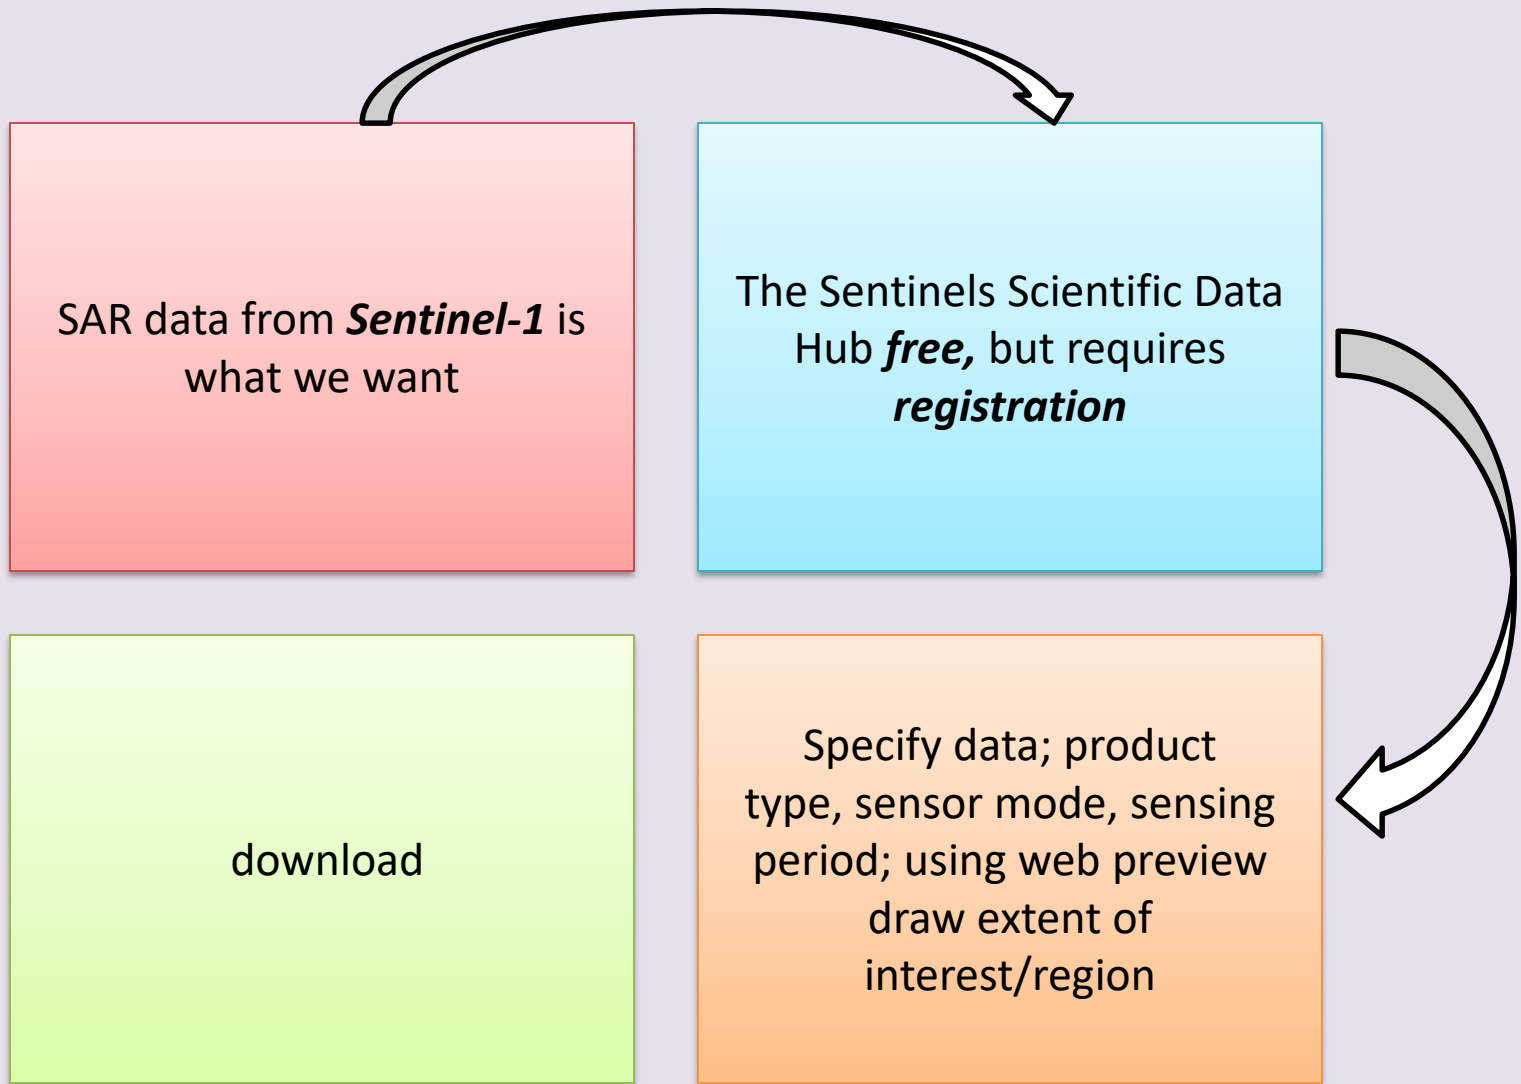 SAR data from Sentinel-1 is
what we want
The Sentinels Scientific Data
Hub free, but requires
registration
download
Specify data; product
type, sensor mode, sensing
period; using web preview
draw extent of
interest/region